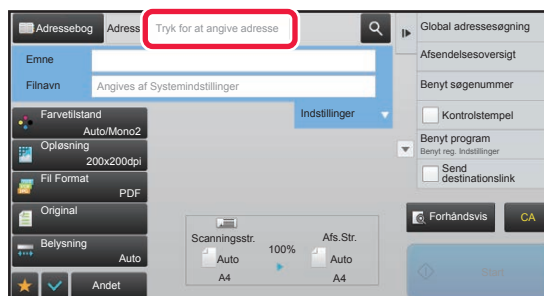 Adressebog
Adress
Tryk for at angive adresse
Emne
Filnavn
Angives af Systemindstillinger
Indstillinger
Farvetilstand
Auto/Mono2
Opløsning
200x200dpi
Fil Format
PDF
Original
Belysning
Auto
Andet
Scanningsstr.
Auto
A4
100%
Afs.Str.
Auto
A4
Global adressesøgning
Afsendelsesoversigt
Benyt søgenummer
Kontrolstempel
Benyt program
Benyt reg. Indstillinger
Send
destinationslink
Forhåndsvis
CA
Start